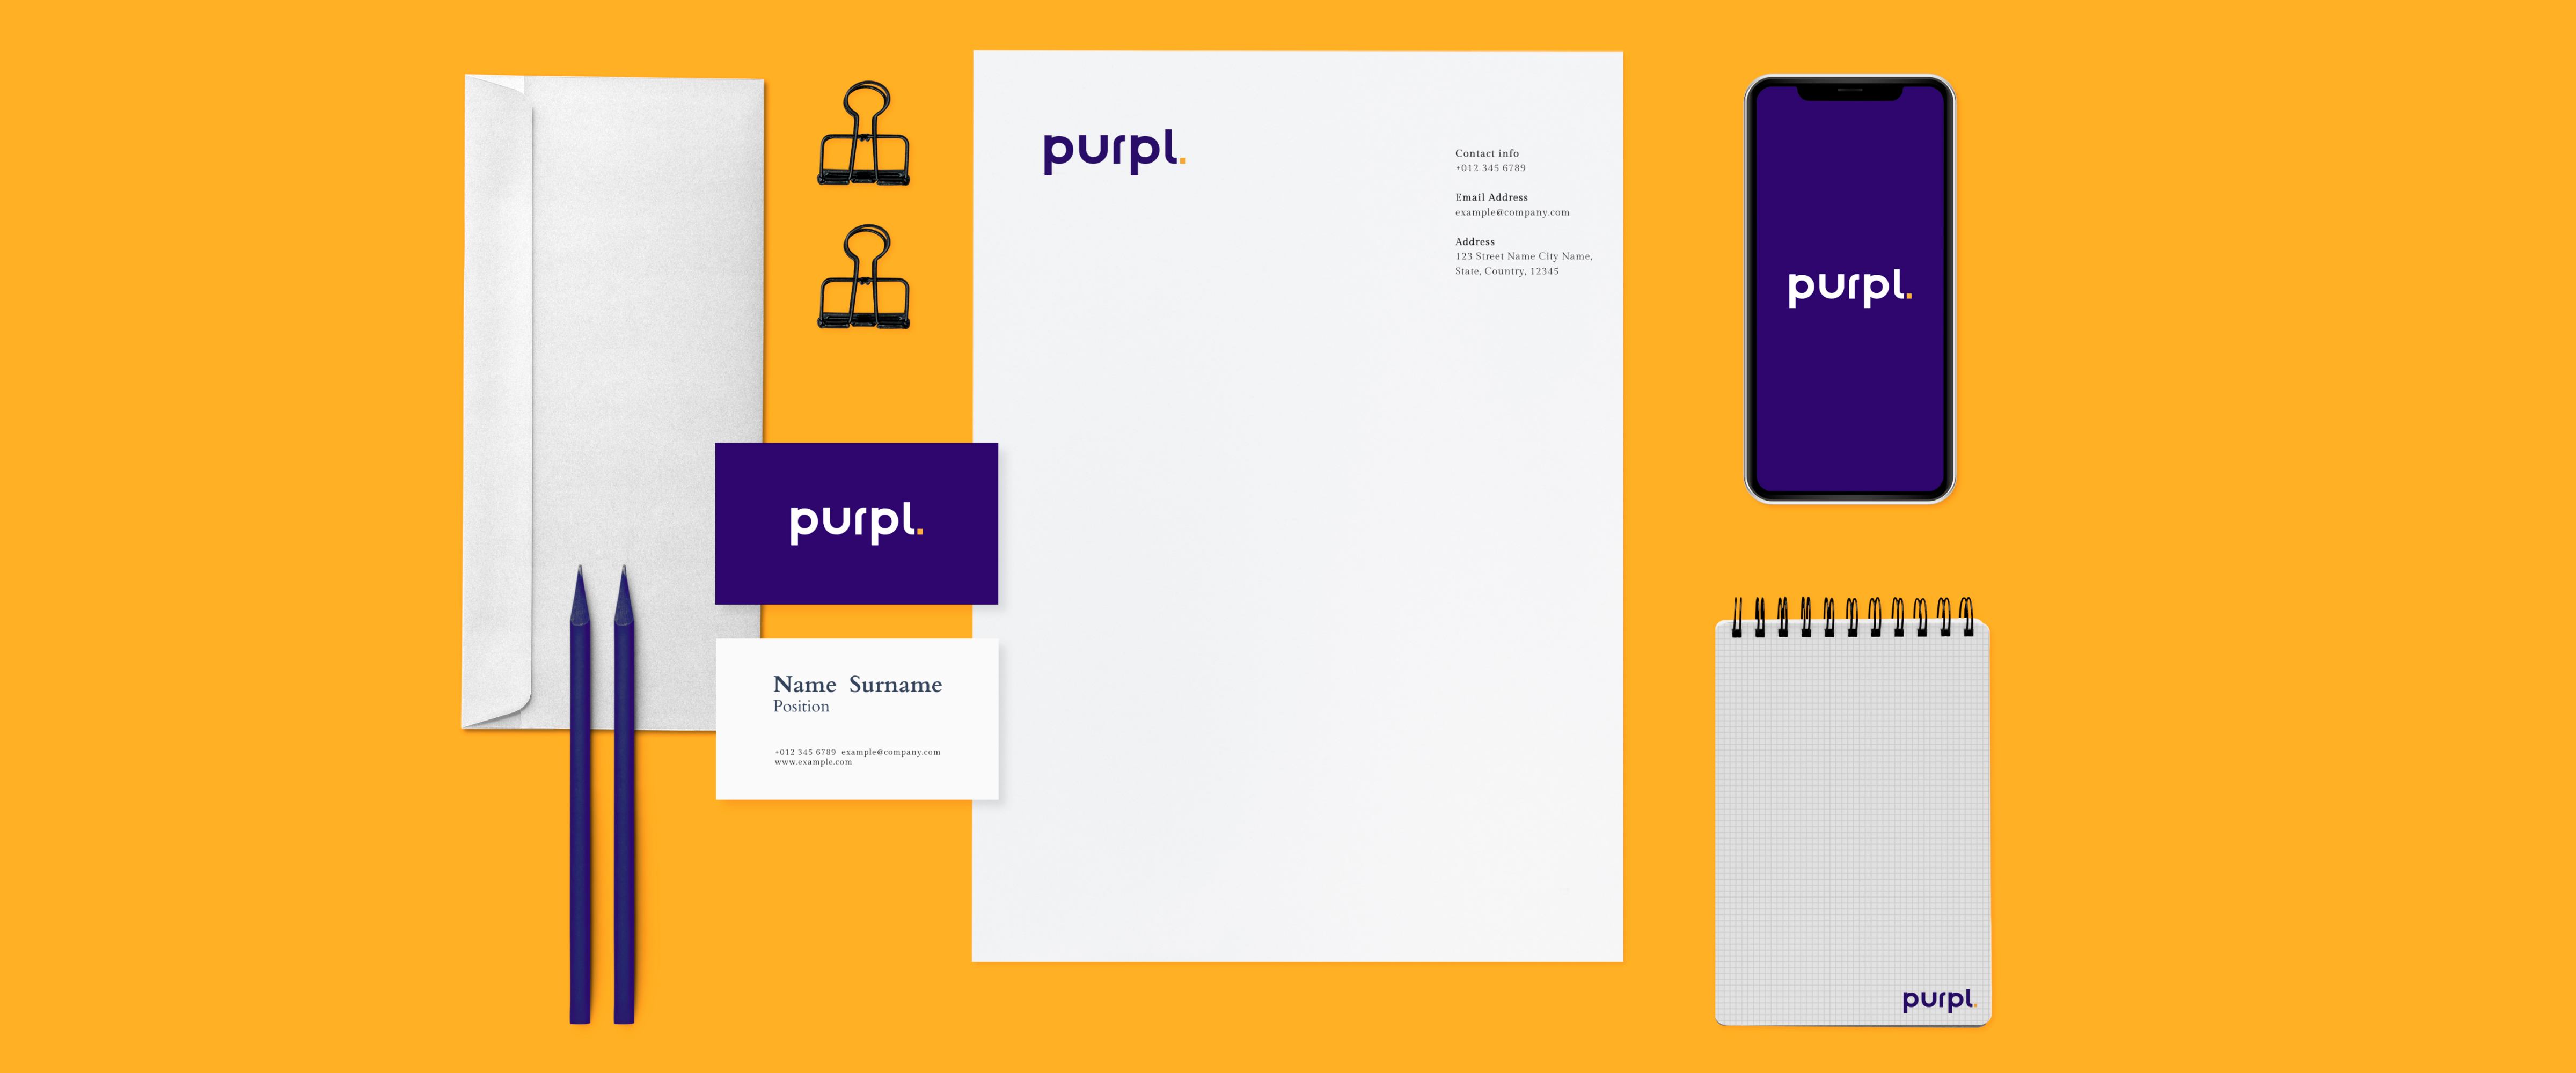 purpl.
Contact info
+012 345 6789
Email Address
example@company.com
Address
123 Street Name City Name,
State, Country, 12345
purpl.
purpl.
Name Surname
Position
+012 345 6789 example@company.com
www.example.com
purpl.